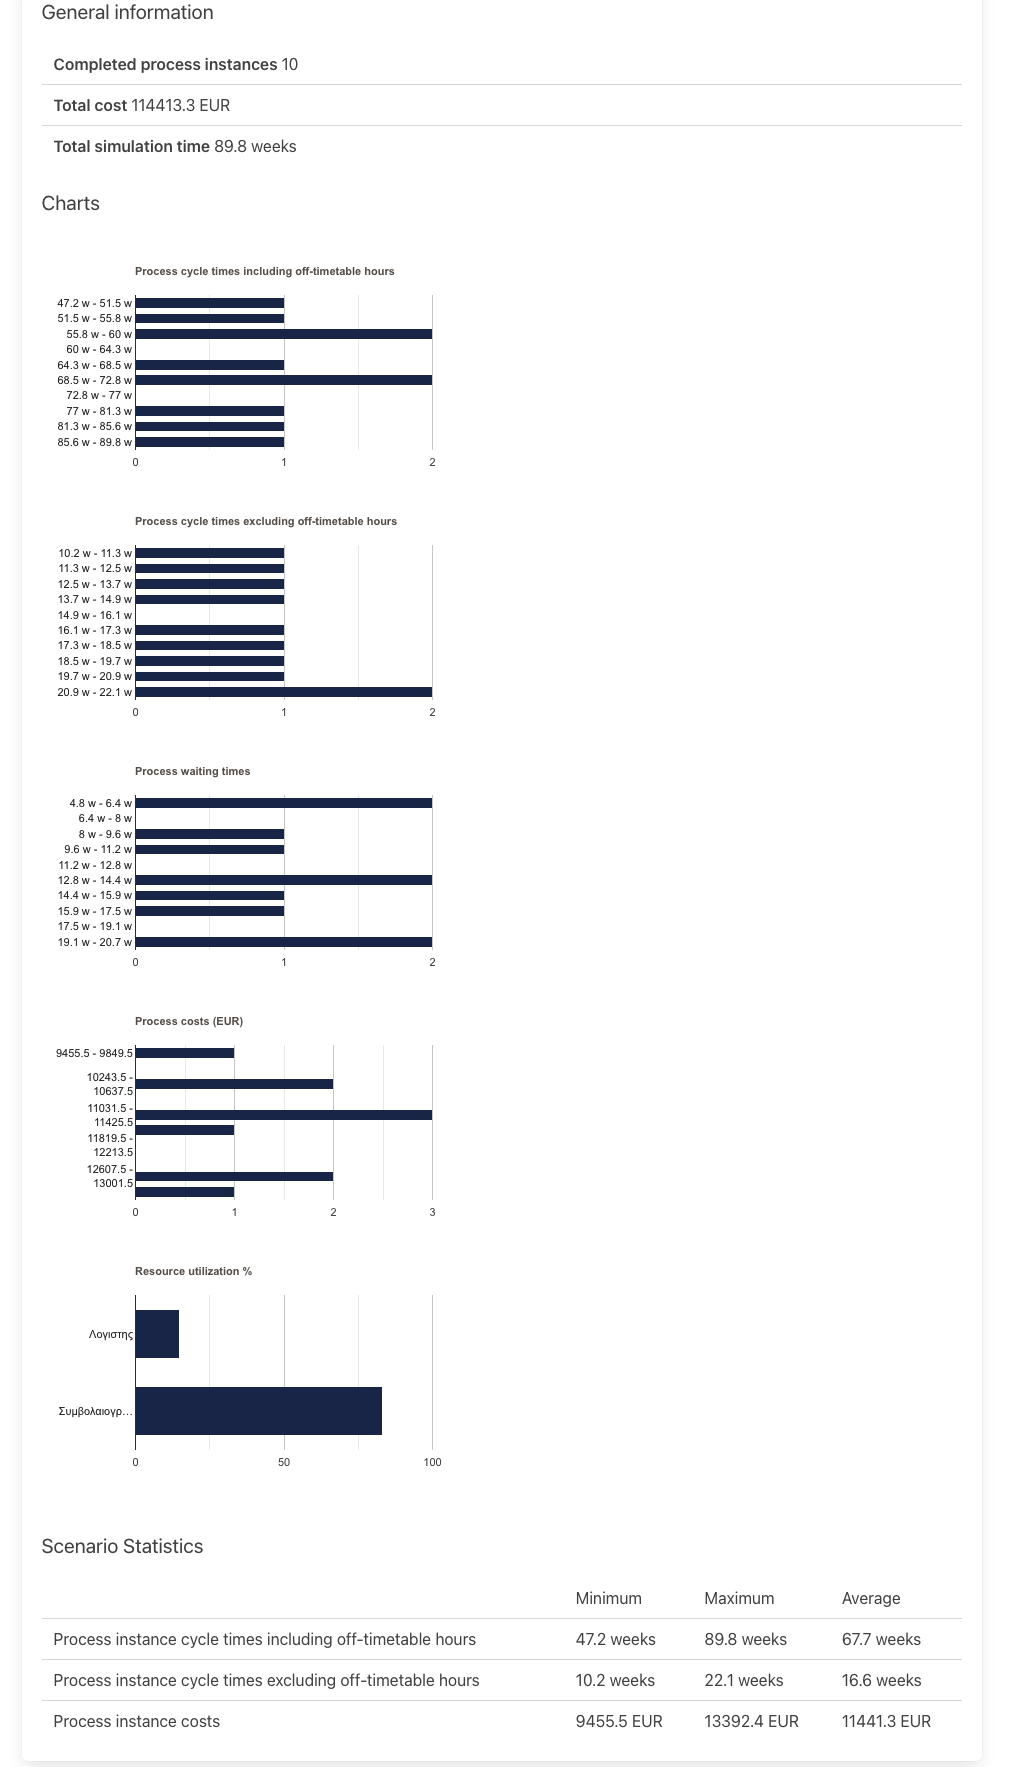 General information
Completed process instances 10
Total cost 114413.3 EUR
Total simulation time 89.8 weeks
Charts
Process cycle times including off-timetable hours
47.2 w - 51.5 w
51.5 w - 55.8 w
55.8 w - 60 w
60 w - 64.3 w
64.3 w - 68.5 w
68.5 w - 72.8 w
72.8 w - 77 w
77 w - 81.3 w
81.3 w - 85.6 w
85.6 w - 89.8 w
0 1 2
Process cycle times excluding off-timetable hours
10.2 w - 11.3 w
11.3 w - 12.5 w
12.5 w - 13.7 w
13.7 w - 14.9 w
14.9 w - 16.1 w
16.1 w - 17.3 w
17.3 w - 18.5 w
18.5 w - 19.7 w
19.7 w - 20.9 w
20.9 w - 22.1 w
0 1 2
Process waiting times
4.8 w - 6.4 w
6.4 w - 8 w
8 w - 9.6 w
9.6 w - 11.2 w
11.2 w - 12.8 w
12.8 w - 14.4 w
14.4 w - 15.9 w
15.9 w - 17.5 w
17.5 w - 19.1 w
19.1 w - 20.7 w
0 1 2
Process costs (EUR)
9455.5 - 9849.5
10243.5 -
10637.5
11031.5 -
11425.5
11819.5 -
12213.5
12607.5 -
13001.5
0 1 2 3
Resource utilization %
Λογιστης
Συμβολαιογρ...
0 50 100
Scenario Statistics
Minimum Maximum Average
Process instance cycle times including off-timetable hours 47.2 weeks 89.8 weeks 67.7 weeks
Process instance cycle times excluding off-timetable hours 10.2 weeks 22.1 weeks 16.6 weeks
Process instance costs 9455.5 EUR 13392.4 EUR 11441.3 EUR